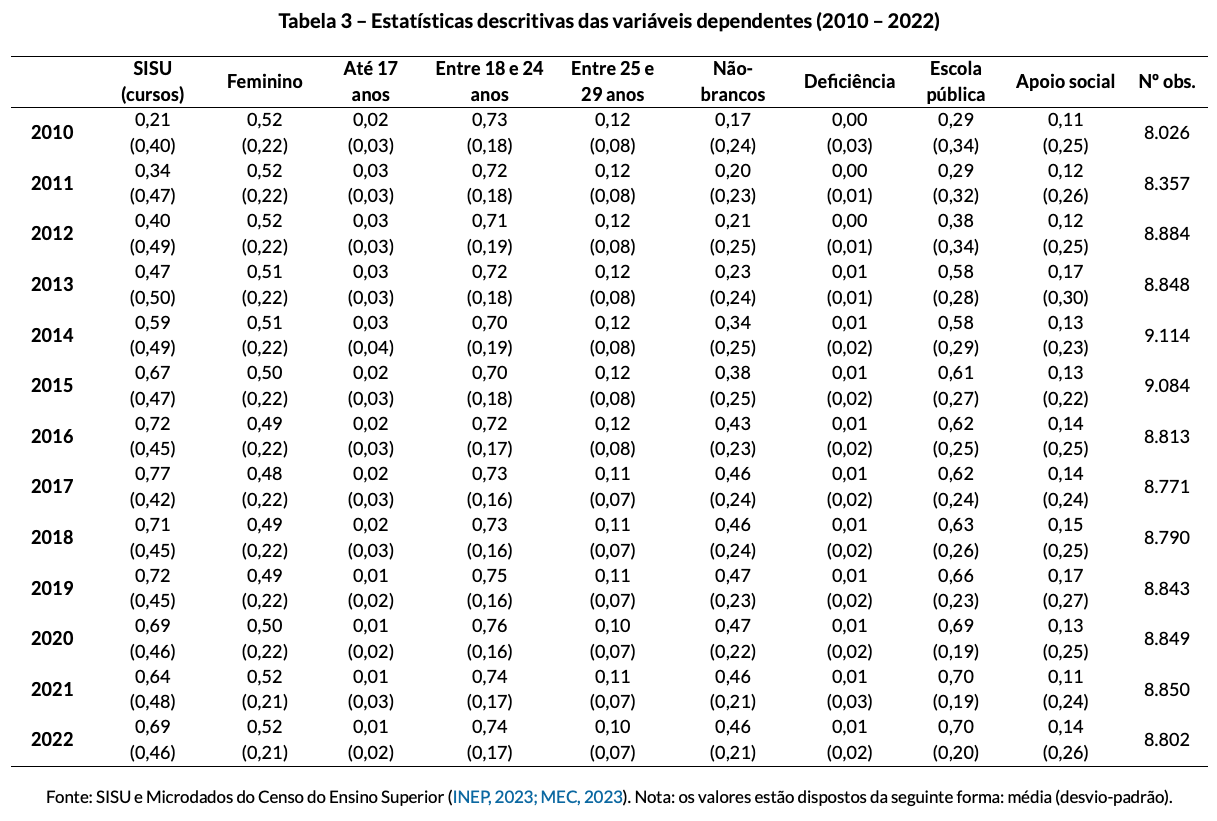 Tabela 3 – Estatísticas descritivas das variáveis dependentes (2010 – 2022)
SISU (cursos) Feminino Até 17 anos Entre 18 e 24 anos Entre 25 e 29 anos Não-brancos Deficiência Escola pública Apoio social Nº obs.
2010 0,21 0,52 0,02 0,73 0,12 0,17 0,00 0,29 0,11 8.026
(0,40) (0,22) (0,03) (0,18) (0,08) (0,24) (0,03) (0,34) (0,25)
2011 0,34 0,52 0,03 0,72 0,12 0,20 0,00 0,29 0,12 8.357
(0,47) (0,22) (0,03) (0,18) (0,08) (0,23) (0,01) (0,32) (0,26)
2012 0,40 0,52 0,03 0,71 0,12 0,21 0,00 0,38 0,12 8.884
(0,49) (0,22) (0,03) (0,19) (0,08) (0,25) (0,01) (0,34) (0,25)
2013 0,47 0,51 0,03 0,72 0,12 0,23 0,01 0,58 0,17 8.848
(0,50) (0,22) (0,03) (0,18) (0,08) (0,24) (0,01) (0,28) (0,30)
2014 0,59 0,51 0,03 0,70 0,12 0,34 0,01 0,58 0,13 9.114
(0,49) (0,22) (0,04) (0,19) (0,08) (0,25) (0,02) (0,29) (0,23)
2015 0,67 0,50 0,02 0,70 0,12 0,38 0,01 0,61 0,13 9.084
(0,47) (0,22) (0,03) (0,18) (0,08) (0,25) (0,02) (0,27) (0,22)
2016 0,72 0,49 0,02 0,72 0,12 0,43 0,01 0,62 0,14 8.813
(0,45) (0,22) (0,03) (0,17) (0,08) (0,23) (0,02) (0,25) (0,25)
2017 0,77 0,48 0,02 0,73 0,11 0,46 0,01 0,62 0,14 8.771
(0,42) (0,22) (0,03) (0,16) (0,07) (0,24) (0,02) (0,24) (0,24)
2018 0,71 0,49 0,02 0,73 0,11 0,46 0,01 0,63 0,15 8.790
(0,45) (0,22) (0,03) (0,16) (0,07) (0,24) (0,02) (0,26) (0,25)
2019 0,72 0,49 0,01 0,75 0,11 0,47 0,01 0,66 0,17 8.843
(0,45) (0,22) (0,02) (0,16) (0,07) (0,23) (0,02) (0,23) (0,27)
2020 0,69 0,50 0,01 0,76 0,10 0,47 0,01 0,69 0,13 8.849
(0,46) (0,22) (0,02) (0,16) (0,07) (0,22) (0,02) (0,19) (0,25)
2021 0,64 0,52 0,01 0,74 0,11 0,46 0,01 0,70 0,11 8.850
(0,48) (0,21) (0,03) (0,17) (0,07) (0,21) (0,03) (0,19) (0,24)
2022 0,69 0,52 0,01 0,74 0,10 0,46 0,01 0,70 0,14 8.802
(0,46) (0,21) (0,02) (0,17) (0,07) (0,21) (0,02) (0,20) (0,26)
Fonte: SISU e Microdados do Censo do Ensino Superior (INEP, 2023; MEC, 2023). Nota: os valores estão dispostos da seguinte forma: média (desvio-padrão).